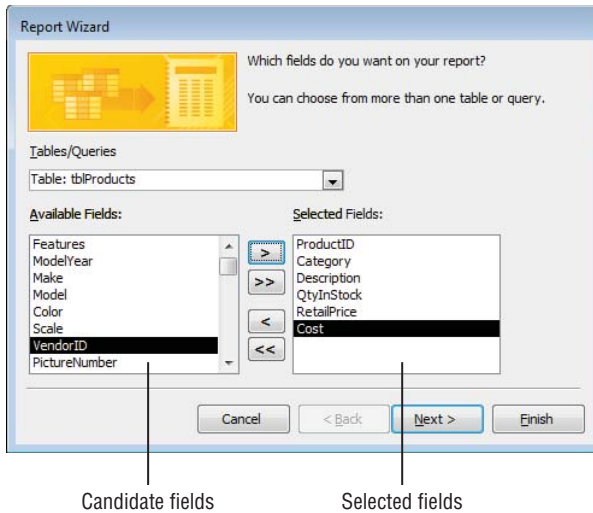 Report Wizard
Which fields do you want on your report?
You can choose from more than one table or query.
Tables/Queries
Table: tblProducts
Available Fields:
Selected Fields:
Features
ModelYear
Make
Model
Color
Scale
VendorID
PictureNumber
>
>>
<
<<
ProductID
Category
Description
QtyInStock
RetailPrice
Cost
Cancel
< Back
Next >
Finish
Candidate fields
Selected fields